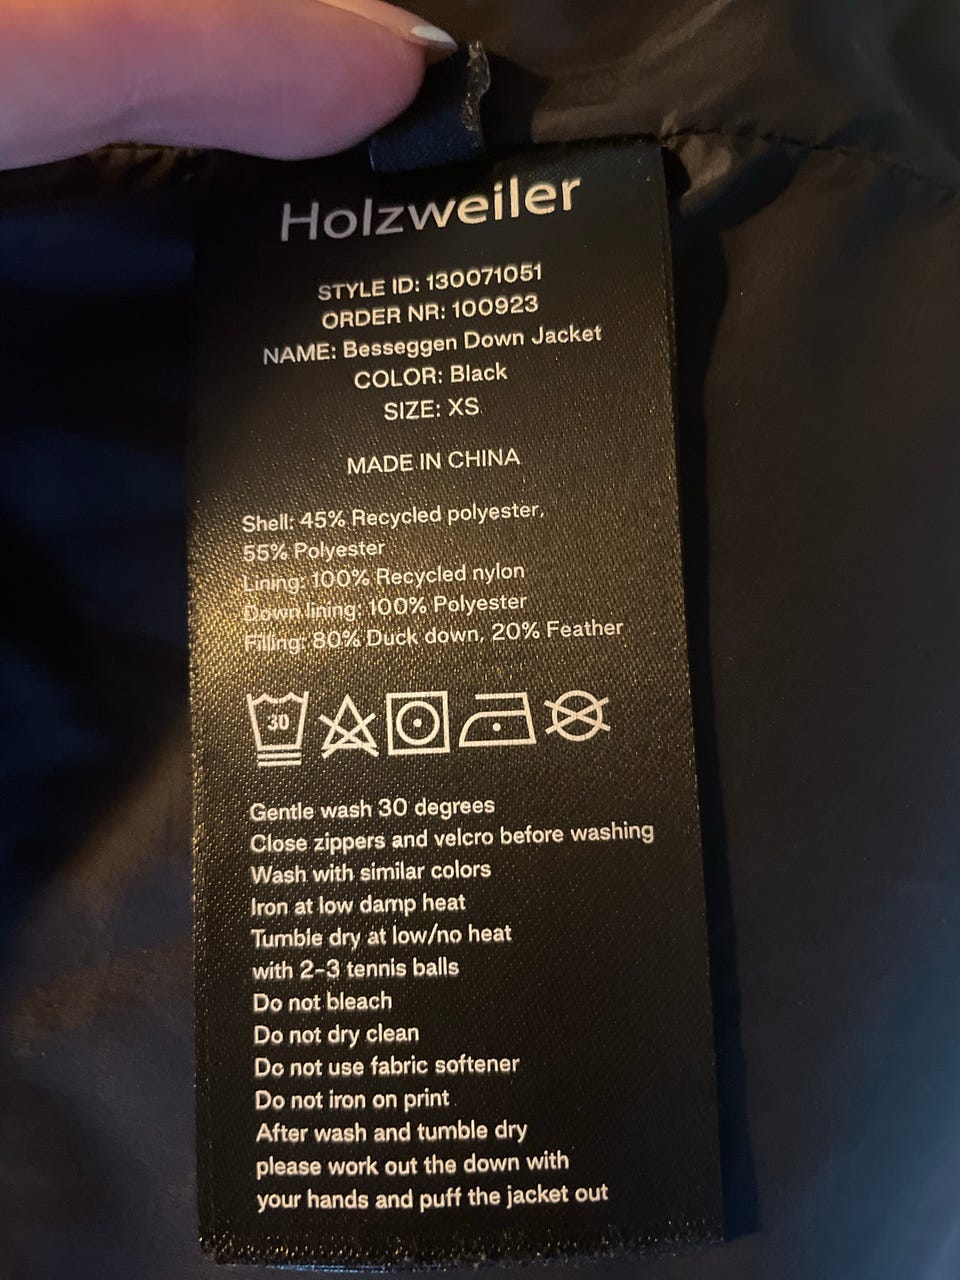 Holzweiler
STYLE ID: 130071051
ORDER NR: 100923
NAME: Besseggen Down Jacket
COLOR: Black
SIZE: XS
MADE IN CHINA
Shell: 45% Recycled polyester,
55% Polyester
Lining: 100% Recycled nylon
Down lining: 100% Polyester
Filling: 80% Duck down, 20% Feather
30
Gentle wash 30 degrees
Close zippers and velcro before washing
Wash with similar colors
Iron at low damp heat
Tumble dry at low/no heat
with 2-3 tennis balls
Do not bleach
Do not dry clean
Do not use fabric softener
Do not iron on print
After wash and tumble dry
please work out the down with
your hands and puff the jacket out